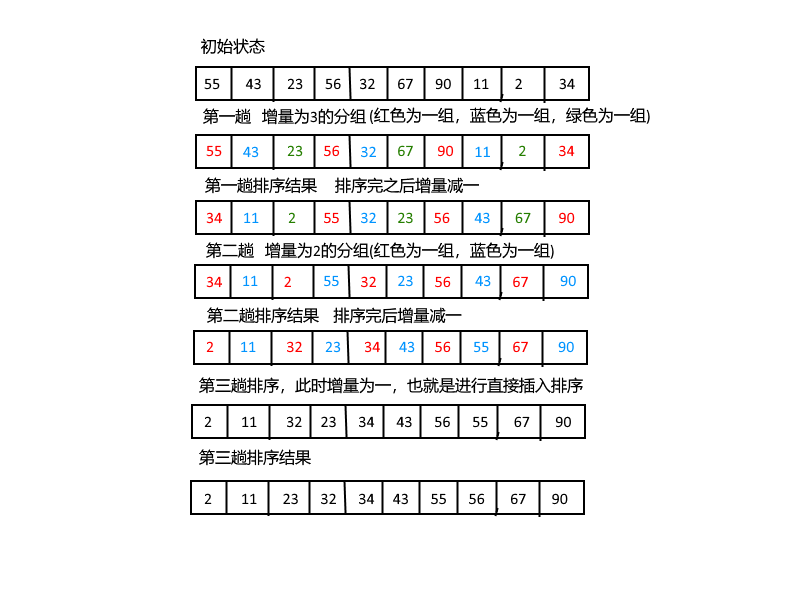 初始状态
55 43 23 56 32 67 90 11 2 34
第一趟 增量为3的分组(红色为一组，蓝色为一组，绿色为一组)
55 43 23 56 32 67 90 11 2 34
第一趟排序结果 排序完之后增量减一
34 11 2 55 32 23 56 43 67 90
第二趟 增量为2的分组(红色为一组，蓝色为一组)
34 11 2 55 32 23 56 43 67 90
第二趟排序结果 排序完后增量减一
2 11 32 23 34 43 56 55 67 90
第三趟排序，此时增量为一，也就是进行直接插入排序
2 11 32 23 34 43 56 55 67 90
第三趟排序结果
2 11 23 32 34 43 55 56 67 90